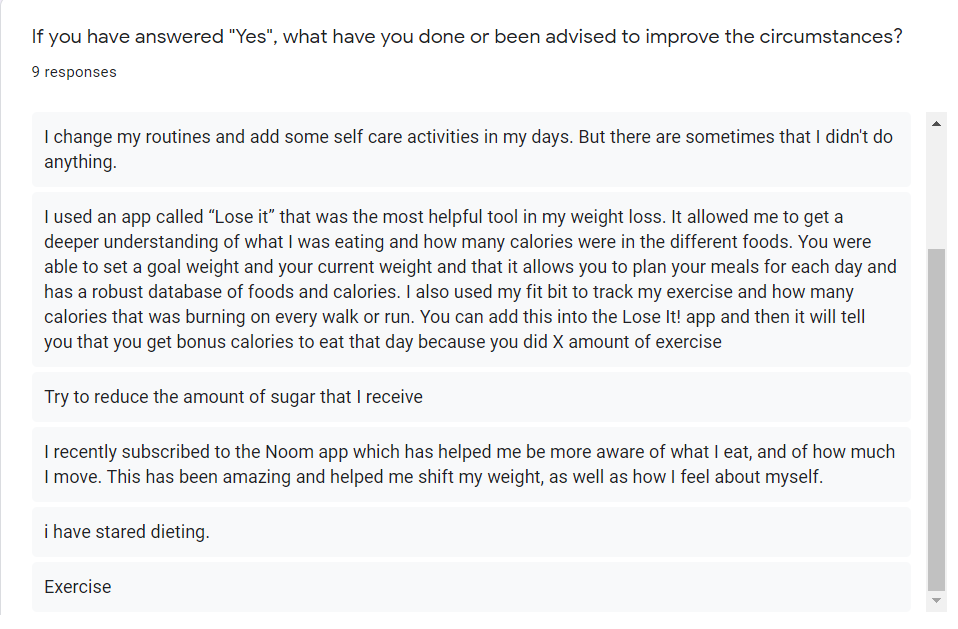 If you have answered "Yes", what have you done or been advised to improve the circumstances?
9 responses
I change my routines and add some self care activities in my days. But there are sometimes that I didn't do
anything.
I used an app called “Lose it” that was the most helpful tool in my weight loss. It allowed me to get a
deeper understanding of what I was eating and how many calories were in the different foods. You were
able to set a goal weight and your current weight and that it allows you to plan your meals for each day and
has a robust database of foods and calories. I also used my fit bit to track my exercise and how many
calories that was burning on every walk or run. You can add this into the Lose It! app and then it will tell
you that you get bonus calories to eat that day because you did X amount of exercise
Try to reduce the amount of sugar that I receive
I recently subscribed to the Noom app which has helped me be more aware of what I eat, and of how much
I move. This has been amazing and helped me shift my weight, as well as how I feel about myself.
i have stared dieting.
Exercise